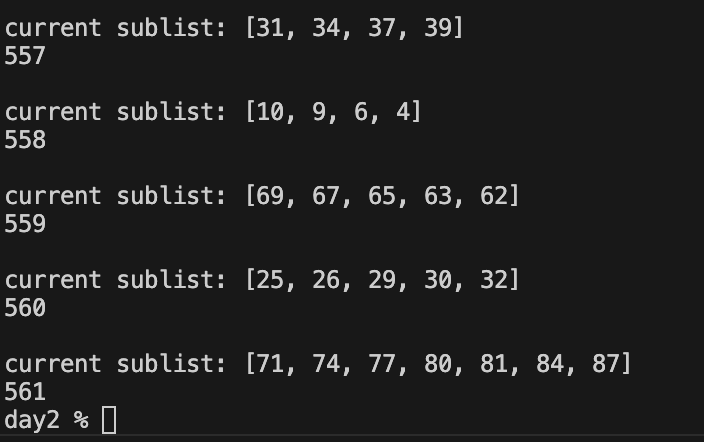 current sublist: [31, 34, 37, 39]
557
current sublist: [10, 9, 6, 4]
558
current sublist: [69, 67, 65, 63, 62]
559
current sublist: [25, 26, 29, 30, 32]
560
current sublist: [71, 74, 77, 80, 81, 84, 87]
561
day2 %